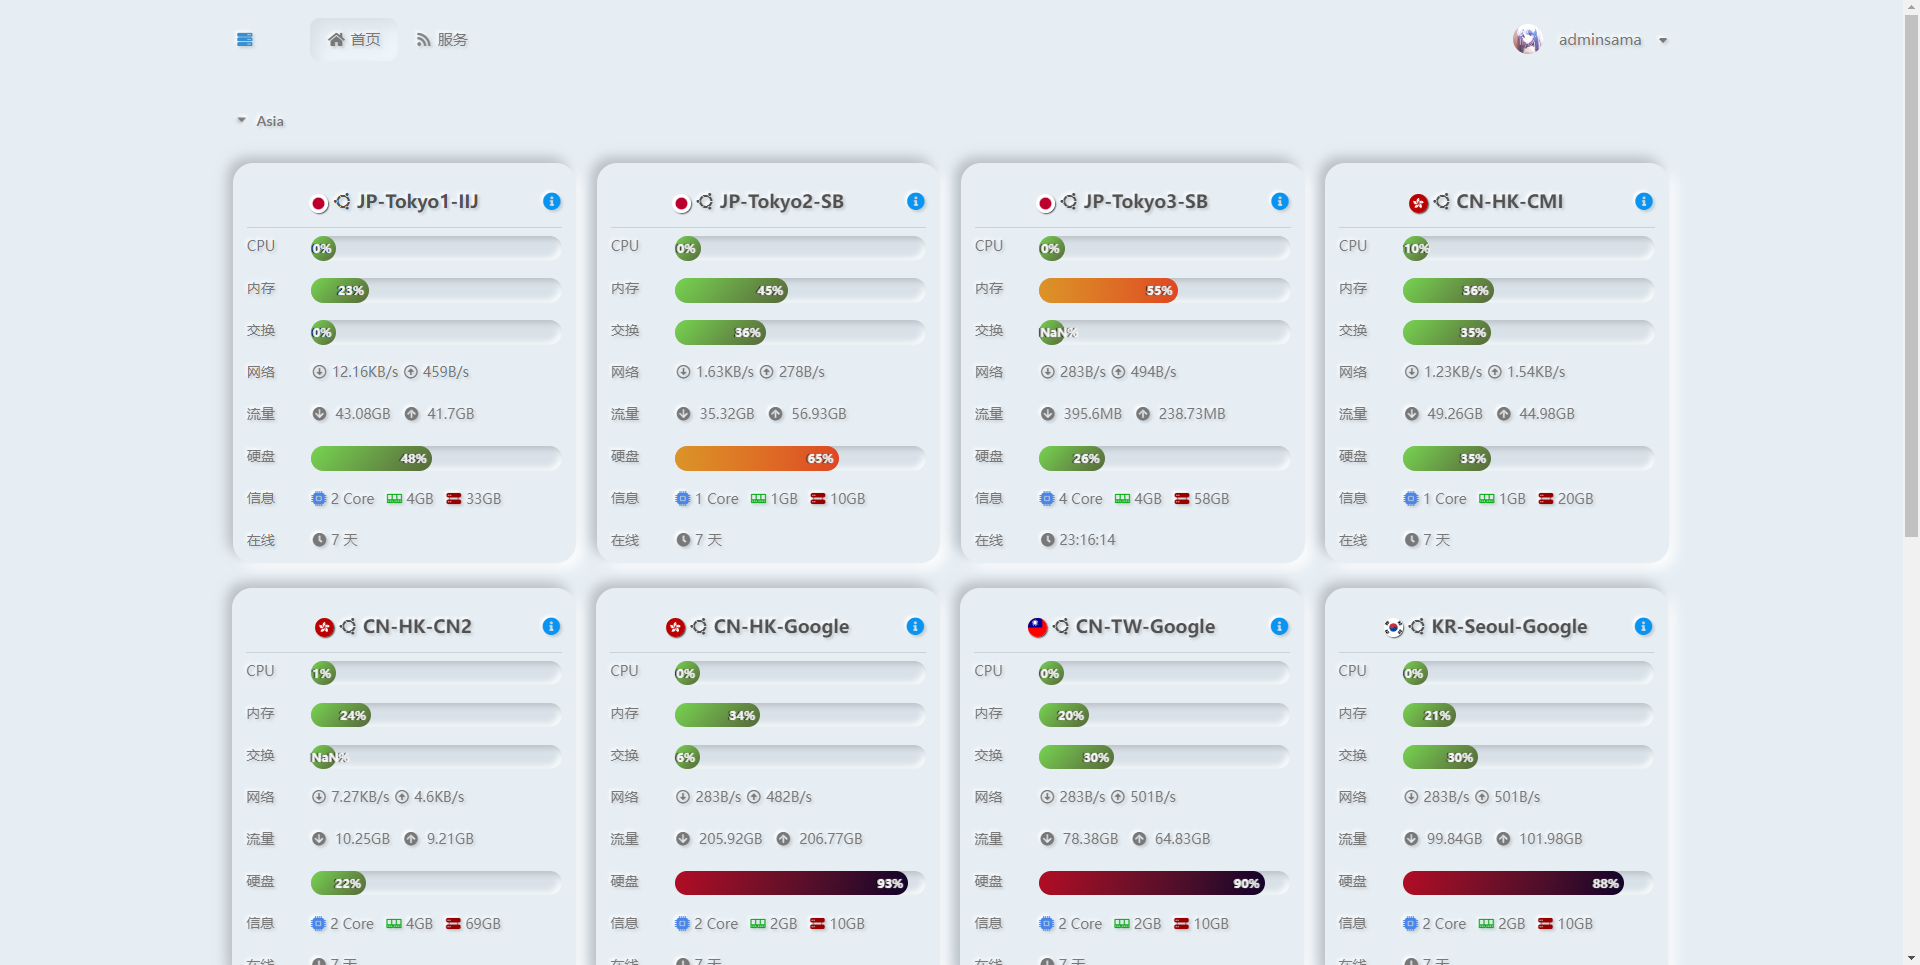 首页 服务 adminsama
Asia
JP-Tokyo1-IIJ
CPU 0%
内存 23%
交换 0%
网络 12.16KB/s 459B/s
流量 43.08GB 41.7GB
硬盘 48%
信息 2 Core 4GB 33GB
在线 7 天
JP-Tokyo2-SB
CPU 0%
内存 45%
交换 36%
网络 1.63KB/s 278B/s
流量 35.32GB 56.93GB
硬盘 65%
信息 1 Core 1GB 10GB
在线 7 天
JP-Tokyo3-SB
CPU 0%
内存 55%
交换 NaN%
网络 283B/s 494B/s
流量 395.6MB 238.73MB
硬盘 26%
信息 4 Core 4GB 58GB
在线 23:16:14
CN-HK-CMI
CPU 10%
内存 36%
交换 35%
网络 1.23KB/s 1.54KB/s
流量 49.26GB 44.98GB
硬盘 35%
信息 1 Core 1GB 20GB
在线 7 天
CN-HK-CN2
CPU 1%
内存 24%
交换 NaN%
网络 7.27KB/s 4.6KB/s
流量 10.25GB 9.21GB
硬盘 22%
信息 2 Core 4GB 69GB
在线 7 天
CN-HK-Google
CPU 0%
内存 34%
交换 6%
网络 283B/s 482B/s
流量 205.92GB 206.77GB
硬盘 93%
信息 2 Core 2GB 10GB
在线 7 天
CN-TW-Google
CPU 0%
内存 20%
交换 30%
网络 283B/s 501B/s
流量 78.38GB 64.83GB
硬盘 90%
信息 2 Core 2GB 10GB
在线 7 天
KR-Seoul-Google
CPU 0%
内存 21%
交换 30%
网络 283B/s 501B/s
流量 99.84GB 101.98GB
硬盘 88%
信息 2 Core 2GB 10GB
在线 7 天